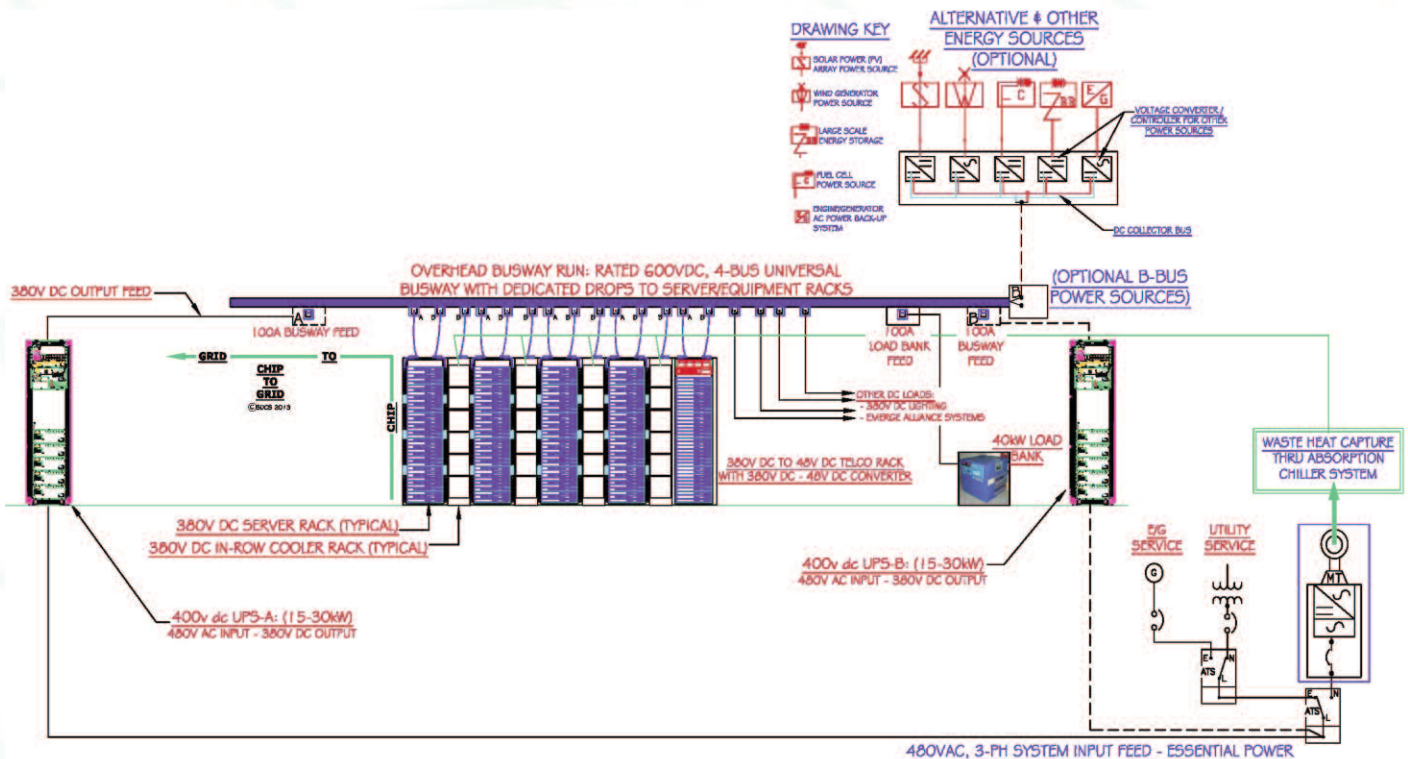 DRAWING KEY
SOLAR POWER (PV)
ARRAY POWER SOURCE
WIND GENERATOR
POWER SOURCE
LARGE SCALE
ENERGY STORAGE
FUEL CELL
POWER SOURCE
ENGINE/GENERATOR
AC POWER BACK-UP
SYSTEM
ALTERNATIVE & OTHER
ENERGY SOURCES
(OPTIONAL)
C
E
G
VOLTAGE CONVERTER/
CONTROLLER FOR OTHER
POWER SOURCES
DC COLLECTOR BUS
OVERHEAD BUSWAY RUN: RATED 600VDC, 4-BUS UNIVERSAL
BUSWAY WITH DEDICATED DROPS TO SERVER/EQUIPMENT RACKS
(OPTIONAL B-BUS
POWER SOURCES)
B
380V DC OUTPUT FEED
A
100A BUSWAY FEED
A B A B A B A B A B
100A
LOAD BANK
FEED
B
100A
BUSWAY
FEED
GRID TO
CHIP
TO
GRID
©BUCS 2013
CHIP
OTHER DC LOADS:
- 380V DC LIGHTING
- EMERGE ALLIANCE SYSTEMS
40kW LOAD
BANK
380V DC TO 48V DC TELCO RACK
WITH 380V DC - 48V DC CONVERTER
WASTE HEAT CAPTURE
THRU ABSORPTION
CHILLER SYSTEM
380V DC SERVER RACK (TYPICAL)
380V DC IN-ROW COOLER RACK (TYPICAL)
400v dc UPS-B: (15-30kW)
480V AC INPUT - 380V DC OUTPUT
400v dc UPS-A: (15-30kW)
480V AC INPUT - 380V DC OUTPUT
E/G
SERVICE
UTILITY
SERVICE
G
MT
E N
ATS
L
E N
ATS
L
480VAC, 3-PH SYSTEM INPUT FEED - ESSENTIAL POWER